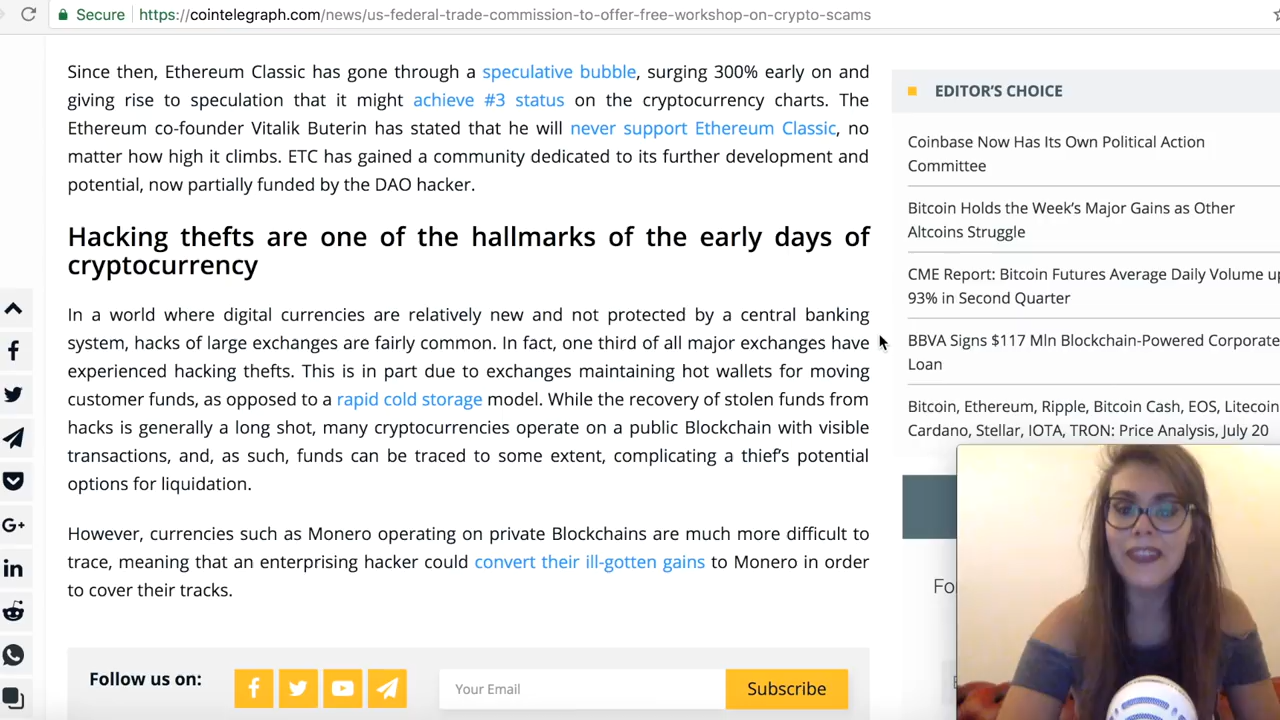 Secure
https://cointelegraph.com/news/us-federal-trade-commission-to-offer-free-workshop-on-crypto-scams
Since then, Ethereum Classic has gone through a speculative bubble, surging 300% early on and
giving rise to speculation that it might achieve #3 status on the cryptocurrency charts. The
Ethereum co-founder Vitalik Buterin has stated that he will never support Ethereum Classic, no
matter how high it climbs. ETC has gained a community dedicated to its further development and
potential, now partially funded by the DAO hacker.
Hacking thefts are one of the hallmarks of the early days of
cryptocurrency
In a world where digital currencies are relatively new and not protected by a central banking
system, hacks of large exchanges are fairly common. In fact, one third of all major exchanges have
experienced hacking thefts. This is in part due to exchanges maintaining hot wallets for moving
customer funds, as opposed to a rapid cold storage model. While the recovery of stolen funds from
hacks is generally a long shot, many cryptocurrencies operate on a public Blockchain with visible
transactions, and, as such, funds can be traced to some extent, complicating a thief's potential
options for liquidation.
However, currencies such as Monero operating on private Blockchains are much more difficult to
trace, meaning that an enterprising hacker could convert their ill-gotten gains to Monero in order
to cover their tracks.
Follow us on:
Your Email
Subscribe
EDITOR'S CHOICE
Coinbase Now Has Its Own Political Action
Committee
Bitcoin Holds the Week's Major Gains as Other
Altcoins Struggle
CME Report: Bitcoin Futures Average Daily Volume up
93% in Second Quarter
BBVA Signs $117 Mln Blockchain-Powered Corporate
Loan
Bitcoin, Ethereum, Ripple, Bitcoin Cash, EOS, Litecoin
Cardano, Stellar, IOTA, TRON: Price Analysis, July 20
Fo